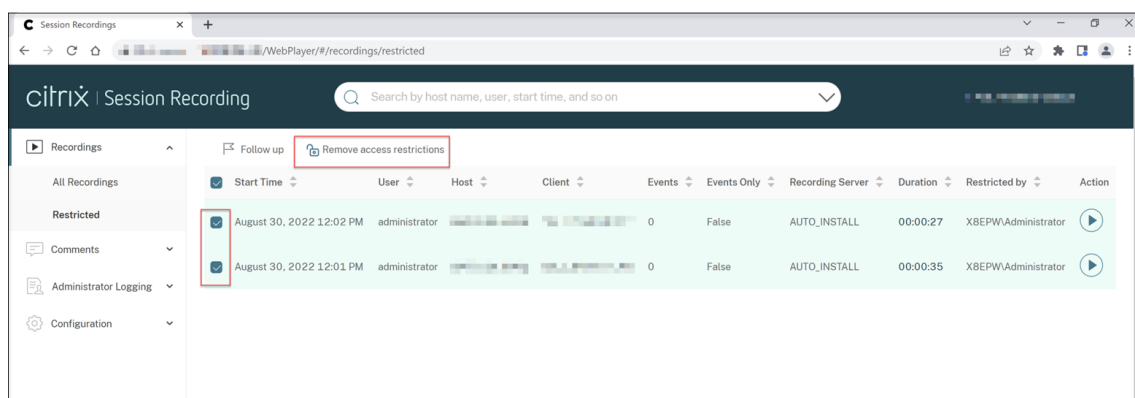 C Session Recordings
/WebPlayer/#/recordings/restricted
citrix | Session Recording
Search by host name, user, start time, and so on
Recordings
Follow up Remove access restrictions
All Recordings
Start Time User Host Client Events Events Only Recording Server Duration Restricted by Action
Restricted
August 30, 2022 12:02 PM administrator 0 False AUTO_INSTALL 00:00:27 X8EPW\Administrator
Comments
August 30, 2022 12:01 PM administrator 0 False AUTO_INSTALL 00:00:35 X8EPW\Administrator
Administrator Logging
Configuration